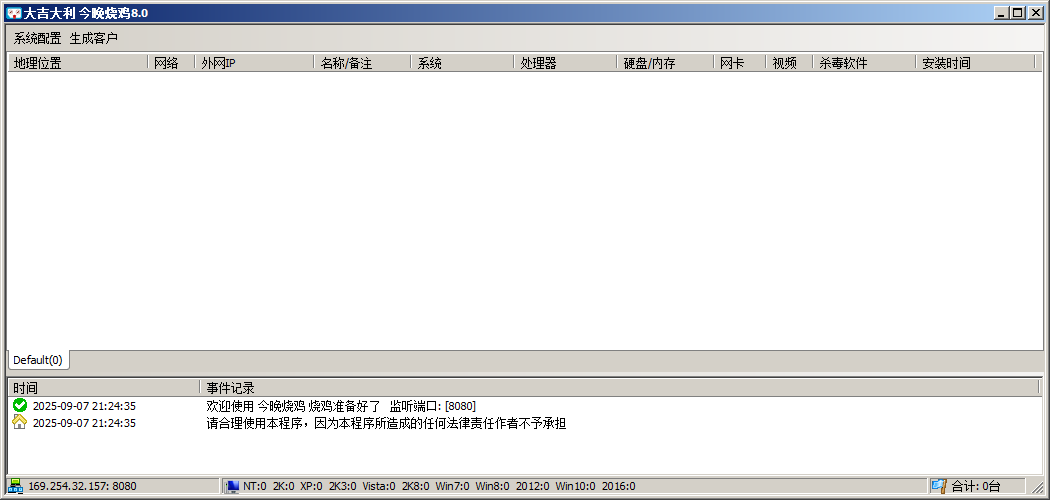 大吉大利 今晚烧鸡8.0
系统配置 生成客户
地理位置 网络 外网IP 名称/备注 系统 处理器 硬盘/内存 网卡 视频 杀毒软件 安装时间
Default(0)
时间 事件记录
2025-09-07 21:24:35 欢迎使用 今晚烧鸡 烧鸡准备好了 监听端口: [8080]
2025-09-07 21:24:35 请合理使用本程序，因为本程序所造成的任何法律责任作者不予承担
169.254.32.157: 8080 NT:0 2K:0 XP:0 2K3:0 Vista:0 2K8:0 Win7:0 Win8:0 2012:0 Win10:0 2016:0 合计: 0台